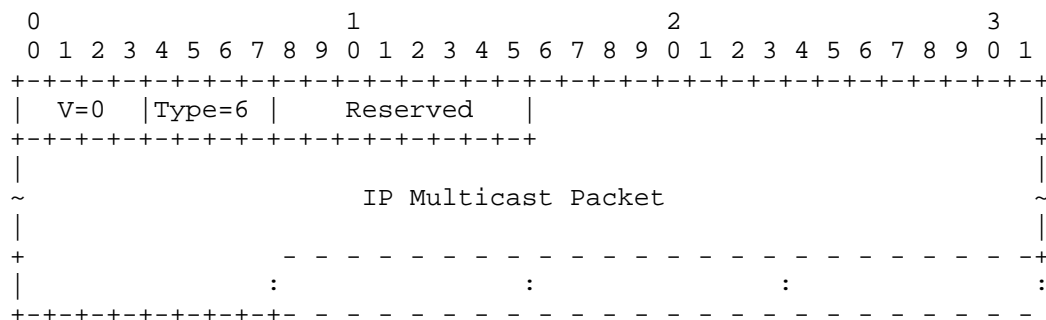 0                   1                   2                   3
 0 1 2 3 4 5 6 7 8 9 0 1 2 3 4 5 6 7 8 9 0 1 2 3 4 5 6 7 8 9 0 1
+-+-+-+-+-+-+-+-+-+-+-+-+-+-+-+-+-+-+-+-+-+-+-+-+-+-+-+-+-+-+-+-+
|  V=0  |Type=6 |    Reserved   |                               |
+-+-+-+-+-+-+-+-+-+-+-+-+-+-+-+-+                               +
|                                                               |
~                     IP Multicast Packet                       ~
|                                                               |
+                - - - - - - - - - - - - - - - - - - - - - - - -+
|               :               :               :               :
+-+-+-+-+-+-+-+-+- - - - - - - - - - - - - - - - - - - - - - - -